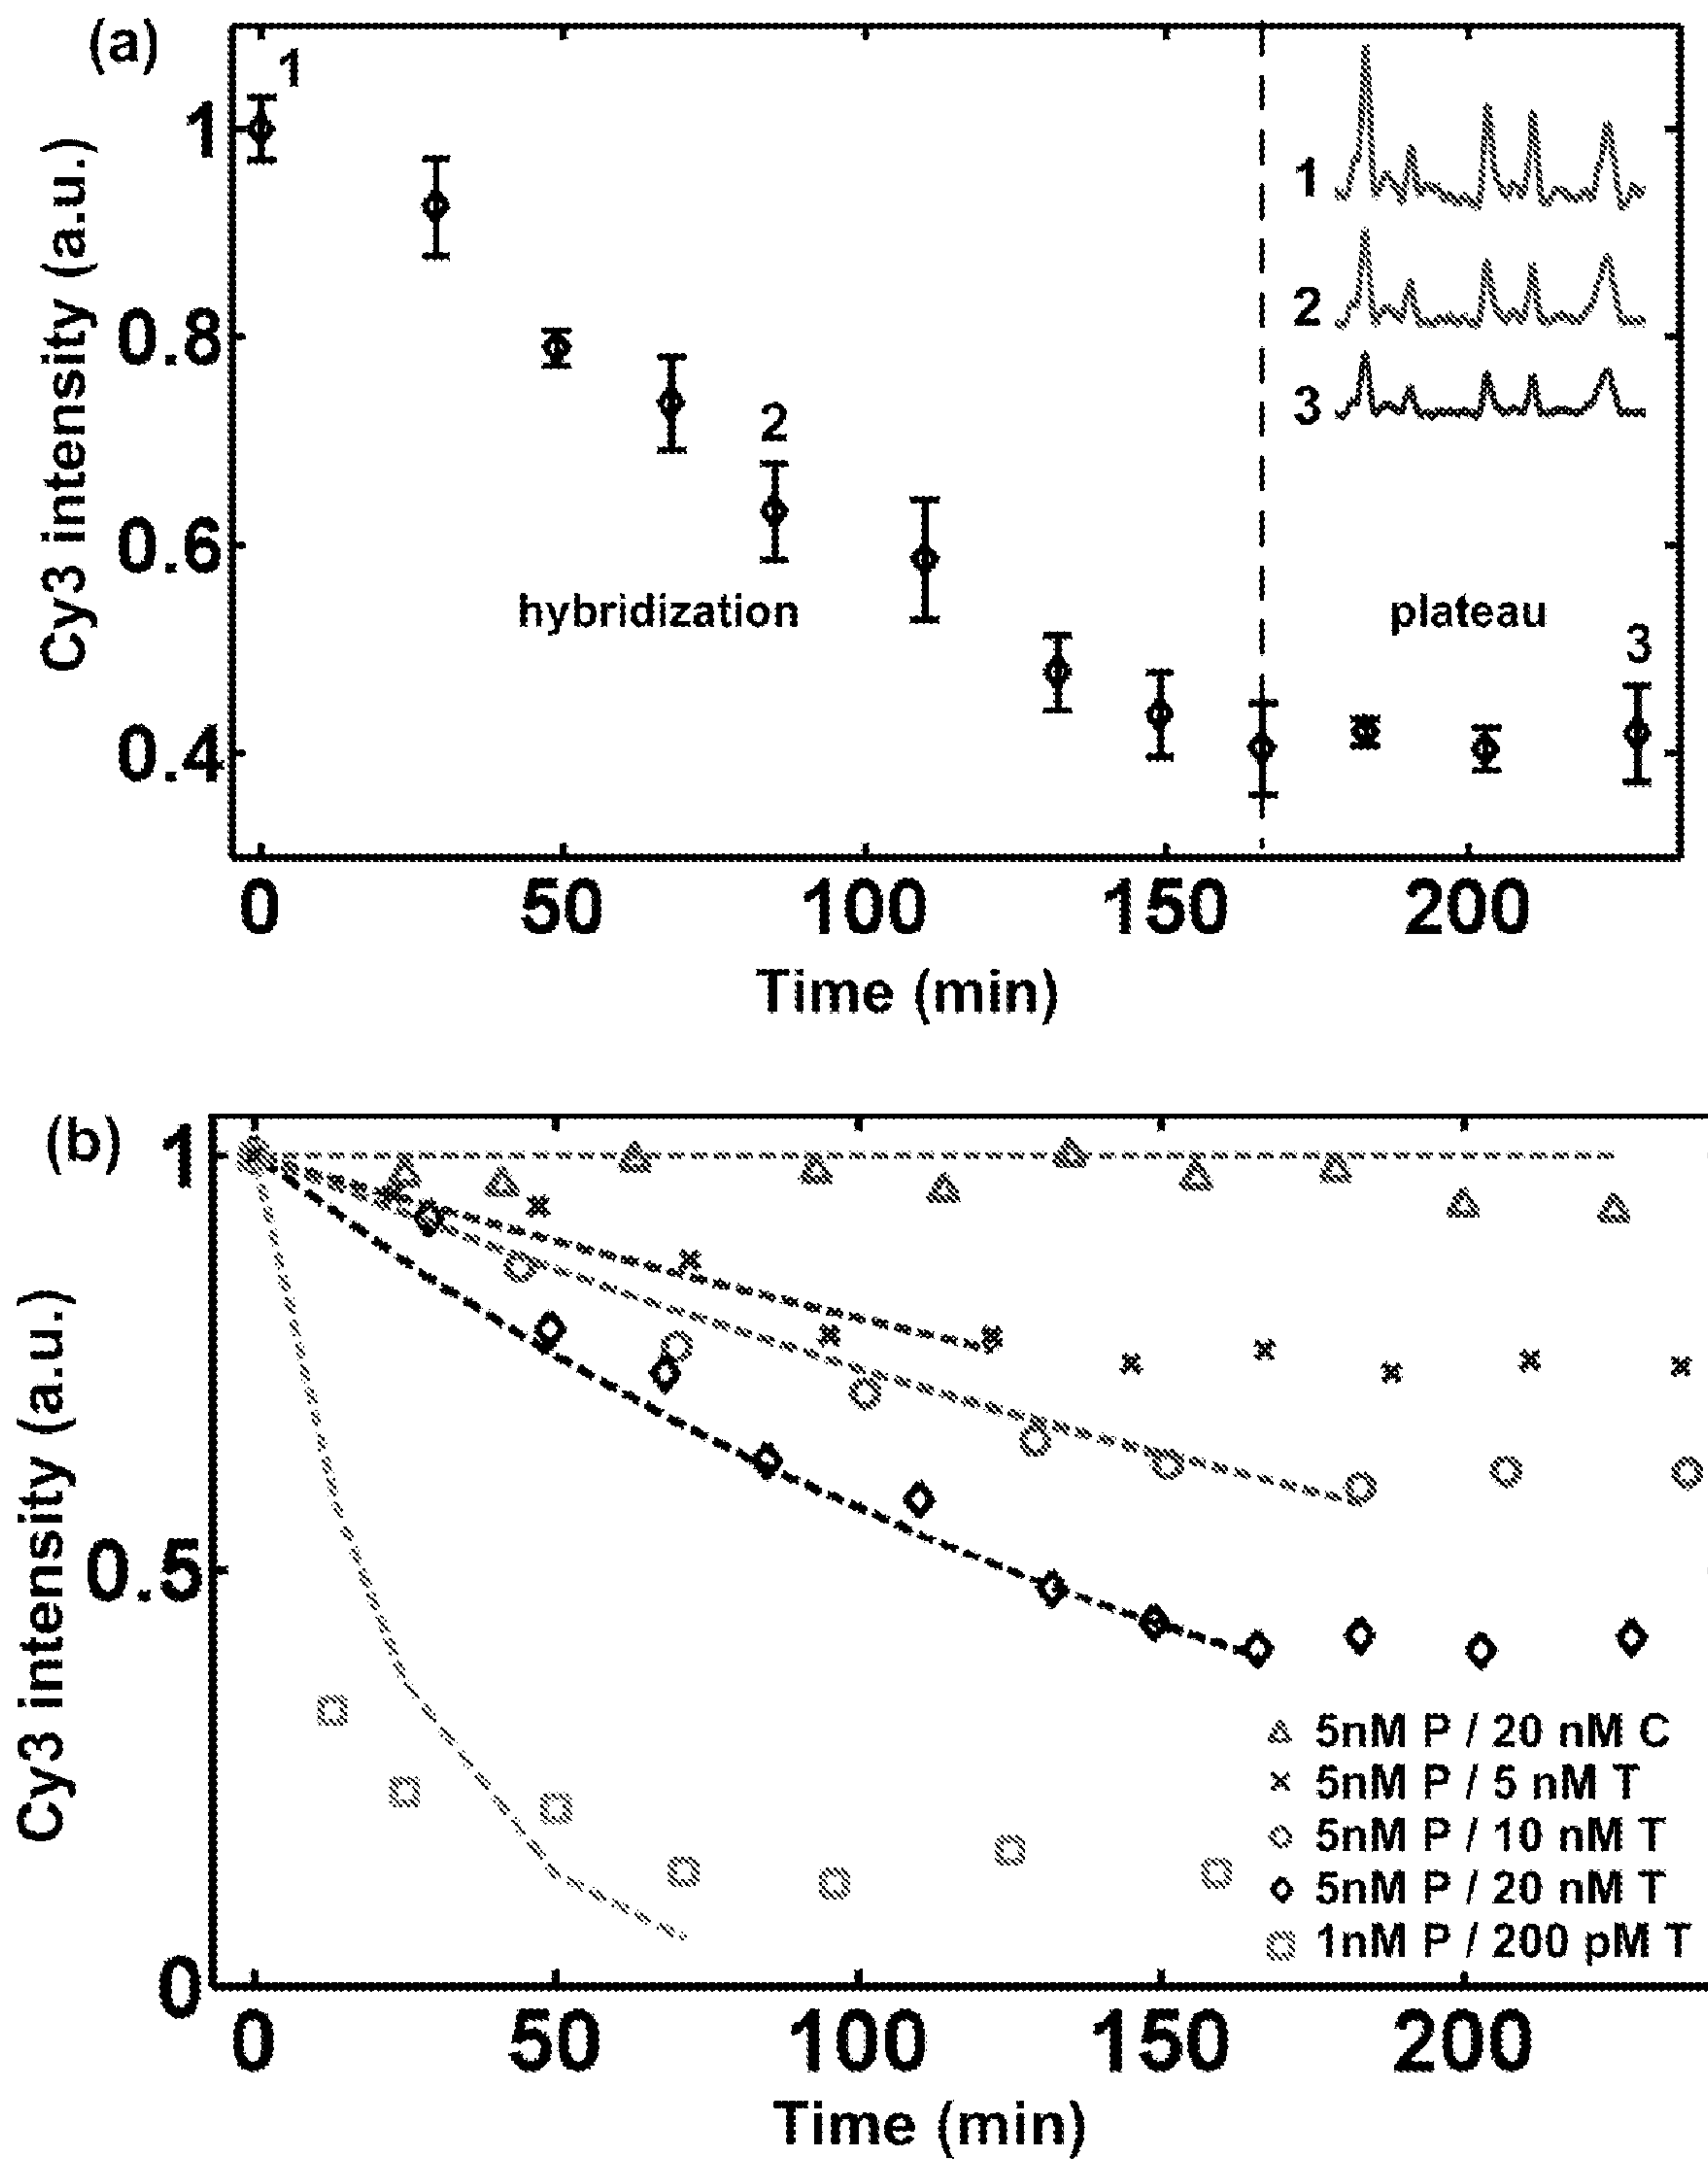 (a)
Cy3 intensity (a.u.)
1
0.8
0.6
0.4
1
2
3
hybridization
plateau
1
2
3
0 50 100 150 200
Time (min)
(b)
Cy3 intensity (a.u.)
1
0.5
0
5nM P / 20 nM C
5nM P / 5 nM T
5nM P / 10 nM T
5nM P / 20 nM T
1nM P / 200 pM T
0 50 100 150 200
Time (min)